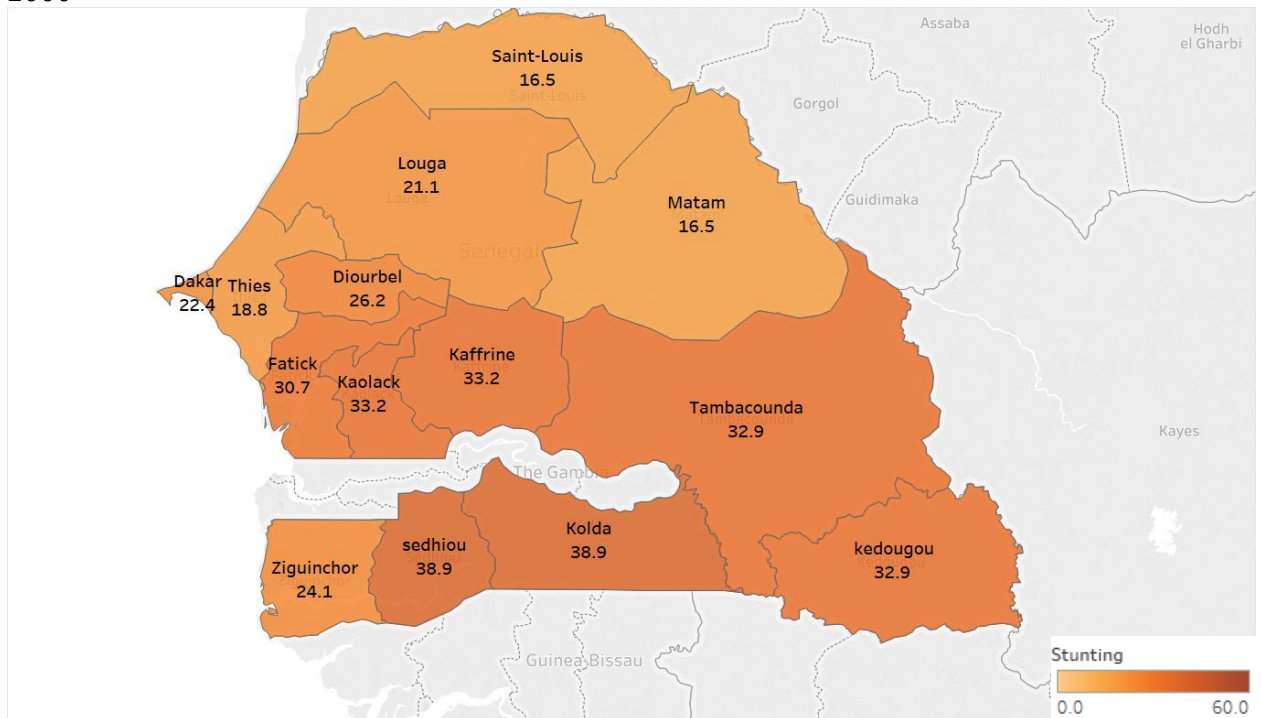 Assaba
Hodh
el Gharbi
Saint-Louis
16.5
Saint-Louis
Gorgol
Louga
21.1
Louga
Matam
16.5
Guidimaka
Senegal
Dakar
22.4
Thies
18.8
Diourbel
26.2
Fatick
30.7
Kaolack
33.2
Kaffrine
33.2
Tambacounda
32.9
Tambacounda
Kayes
The Gambia
Ziguinchor
24.1
Ziguinchor
sedhiou
38.9
Sedhiou
Kolda
38.9
kedougou
32.9
Guinea-Bissau
Stunting
0.0 60.0